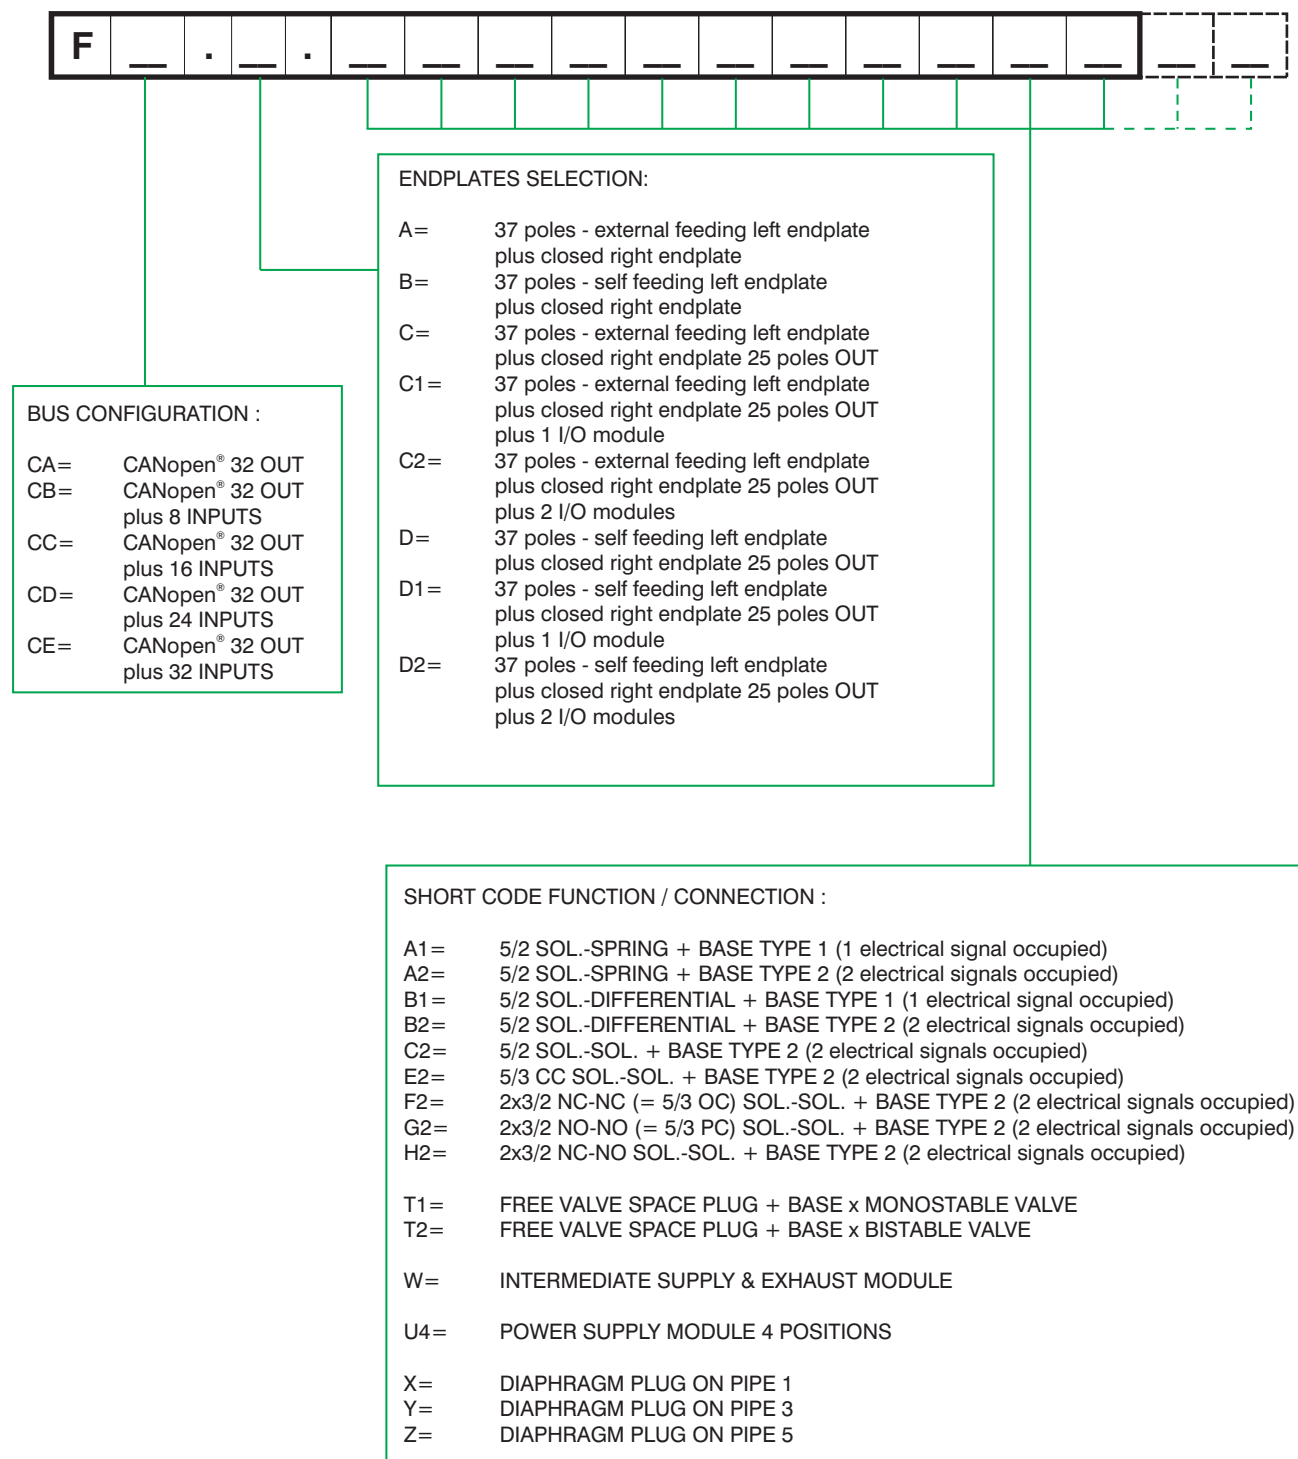 F __ . __ . __ __ __ __ __ __ __ __ __ __ __ __ __
ENDPLATES SELECTION:
A= 37 poles - external feeding left endplate
plus closed right endplate
B= 37 poles - self feeding left endplate
plus closed right endplate
C= 37 poles - external feeding left endplate
plus closed right endplate 25 poles OUT
C1= 37 poles - external feeding left endplate
plus closed right endplate 25 poles OUT
plus 1 I/O module
C2= 37 poles - external feeding left endplate
plus closed right endplate 25 poles OUT
plus 2 I/O modules
D= 37 poles - self feeding left endplate
plus closed right endplate 25 poles OUT
D1= 37 poles - self feeding left endplate
plus closed right endplate 25 poles OUT
plus 1 I/O module
D2= 37 poles - self feeding left endplate
plus closed right endplate 25 poles OUT
plus 2 I/O modules
BUS CONFIGURATION :
CA= CANopen® 32 OUT
CB= CANopen® 32 OUT
plus 8 INPUTS
CC= CANopen® 32 OUT
plus 16 INPUTS
CD= CANopen® 32 OUT
plus 24 INPUTS
CE= CANopen® 32 OUT
plus 32 INPUTS
SHORT CODE FUNCTION / CONNECTION :
A1= 5/2 SOL.-SPRING + BASE TYPE 1 (1 electrical signal occupied)
A2= 5/2 SOL.-SPRING + BASE TYPE 2 (2 electrical signals occupied)
B1= 5/2 SOL.-DIFFERENTIAL + BASE TYPE 1 (1 electrical signal occupied)
B2= 5/2 SOL.-DIFFERENTIAL + BASE TYPE 2 (2 electrical signals occupied)
C2= 5/2 SOL.-SOL. + BASE TYPE 2 (2 electrical signals occupied)
E2= 5/3 CC SOL.-SOL. + BASE TYPE 2 (2 electrical signals occupied)
F2= 2x3/2 NC-NC (= 5/3 OC) SOL.-SOL. + BASE TYPE 2 (2 electrical signals occupied)
G2= 2x3/2 NO-NO (= 5/3 PC) SOL.-SOL. + BASE TYPE 2 (2 electrical signals occupied)
H2= 2x3/2 NC-NO SOL.-SOL. + BASE TYPE 2 (2 electrical signals occupied)
T1= FREE VALVE SPACE PLUG + BASE x MONOSTABLE VALVE
T2= FREE VALVE SPACE PLUG + BASE x BISTABLE VALVE
W= INTERMEDIATE SUPPLY & EXHAUST MODULE
U4= POWER SUPPLY MODULE 4 POSITIONS
X= DIAPHRAGM PLUG ON PIPE 1
Y= DIAPHRAGM PLUG ON PIPE 3
Z= DIAPHRAGM PLUG ON PIPE 5